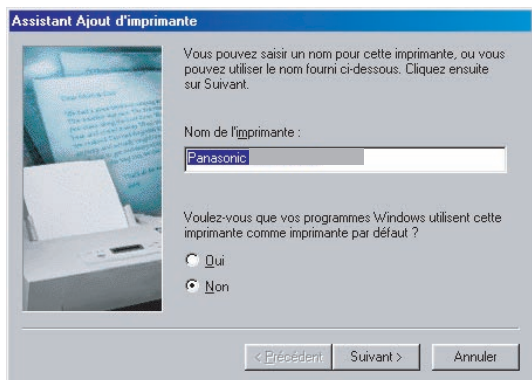 Assistant Ajout d'imprimante
Vous pouvez saisir un nom pour cette imprimante, ou vous
pouvez utiliser le nom fourni ci-dessous. Cliquez ensuite
sur Suivant.
Nom de l'imprimante :
Panasonic
Voulez-vous que vos programmes Windows utilisent cette
imprimante comme imprimante par défaut ?
Oui
Non
< Précédent
Suivant >
Annuler